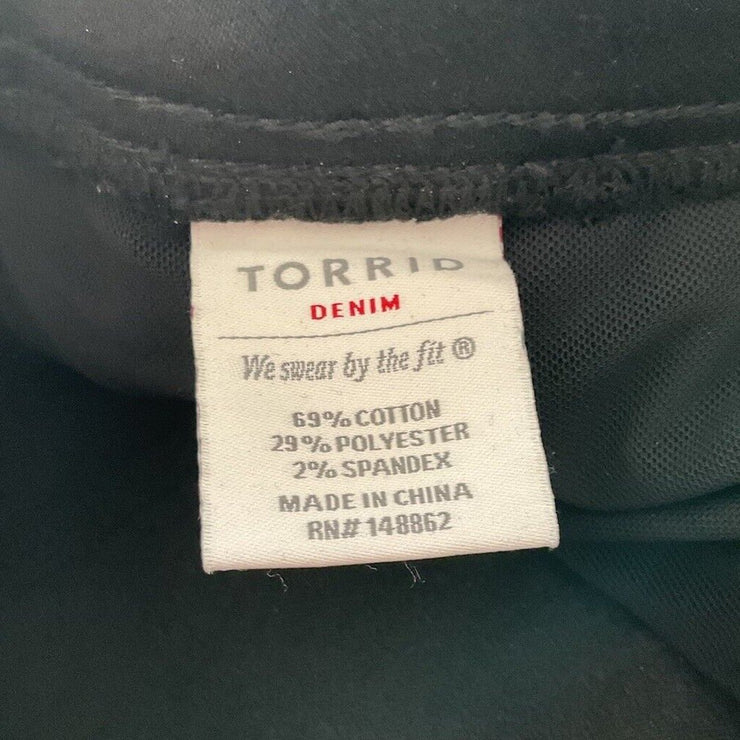 TORRID
DENIM
We swear by the fit ®
69% COTTON
29% POLYESTER
2% SPANDEX
MADE IN CHINA
RN# 148862